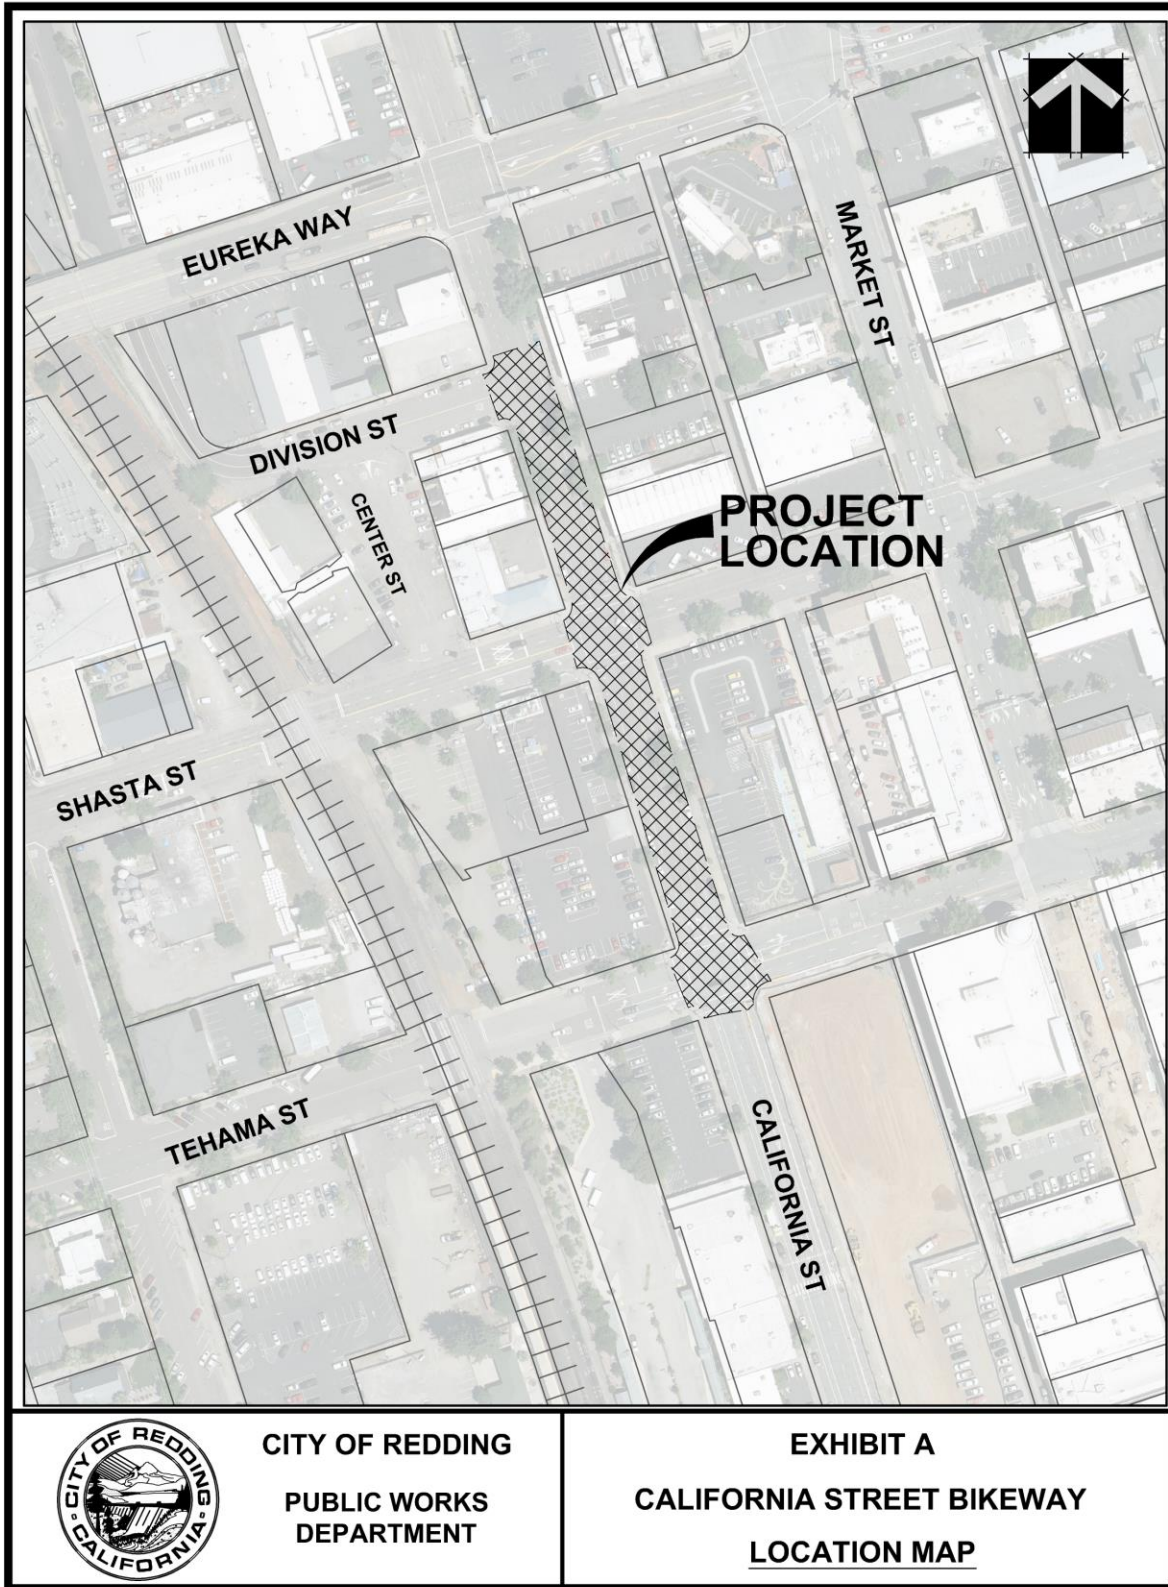 EUREKA WAY
MARKET ST
DIVISION ST
CENTER ST
PROJECT
LOCATION
SHASTA ST
TEHAMA ST
CALIFORNIA ST
CITY OF REDDING
CALIFORNIA
CITY OF REDDING
PUBLIC WORKS
DEPARTMENT
EXHIBIT A
CALIFORNIA STREET BIKEWAY
LOCATION MAP